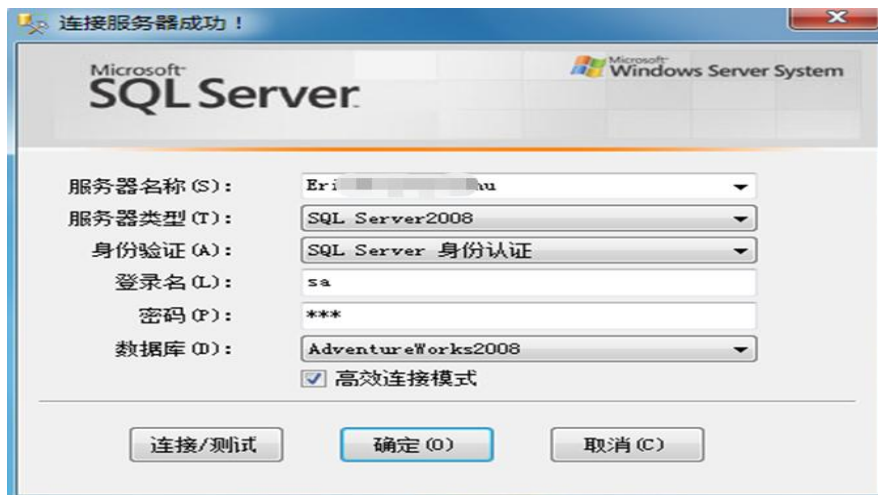 连接服务器成功！
Microsoft
SQL Server
Microsoft
Windows Server System
服务器名称(S)：
服务器类型(T)： SQL Server2008
身份验证(A)： SQL Server 身份认证
登录名(L)： sa
密码(P)： ***
数据库(D)： AdventureWorks2008
高效连接模式
连接/测试 确定(O) 取消(C)